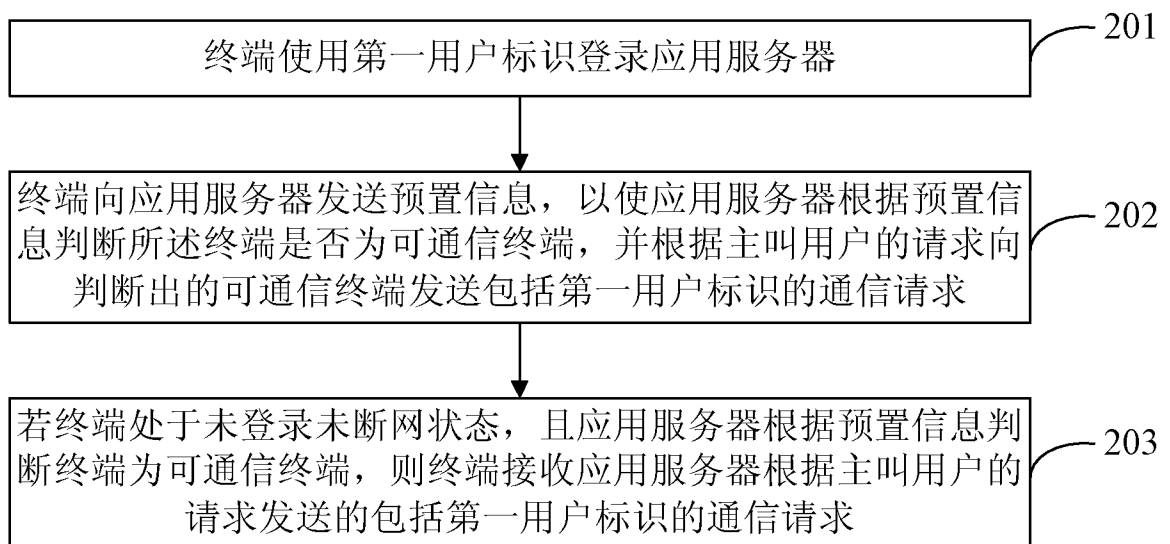 终端使用第一用户标识登录应用服务器
201
终端向应用服务器发送预置信息，以使应用服务器根据预置信
息判断所述终端是否为可通信终端，并根据主叫用户的请求向
判断出的可通信终端发送包括第一用户标识的通信请求
202
若终端处于未登录未断网状态，且应用服务器根据预置信息判
断终端为可通信终端，则终端接收应用服务器根据主叫用户的
请求发送的包括第一用户标识的通信请求
203